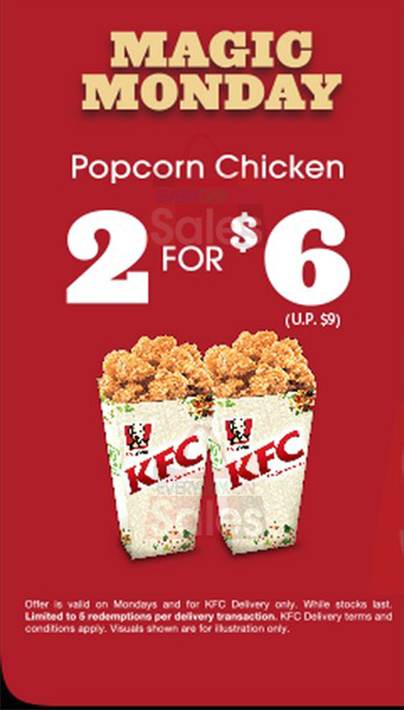 MAGIC
MONDAY
Popcorn Chicken
2 FOR $6
(U.P. $9)
KFC KFC
EVERYDAY
Sales
Offer is valid on Mondays and for KFC Delivery only. While stocks last.
Limited to 5 redemptions per delivery transaction. KFC Delivery terms and
conditions apply. Visuals shown are for illustration only.